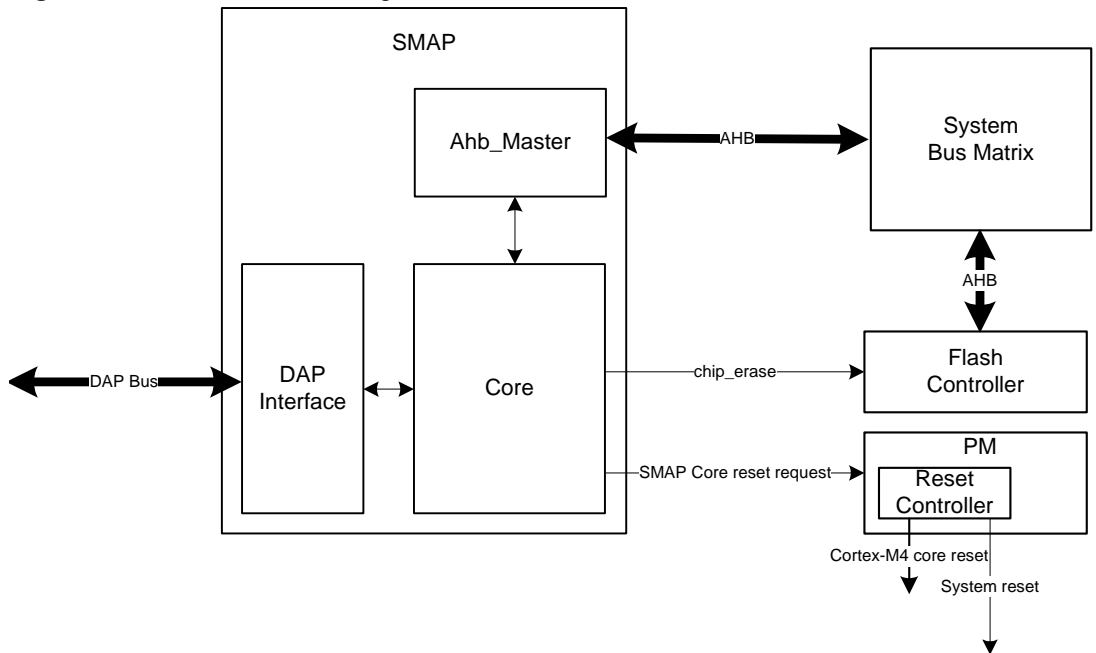 SMAP
Ahb_Master
AHB
System
Bus Matrix
AHB
DAP Bus
DAP
Interface
Core
chip_erase
Flash
Controller
SMAP Core reset request
PM
Reset
Controller
Cortex-M4 core reset
System reset